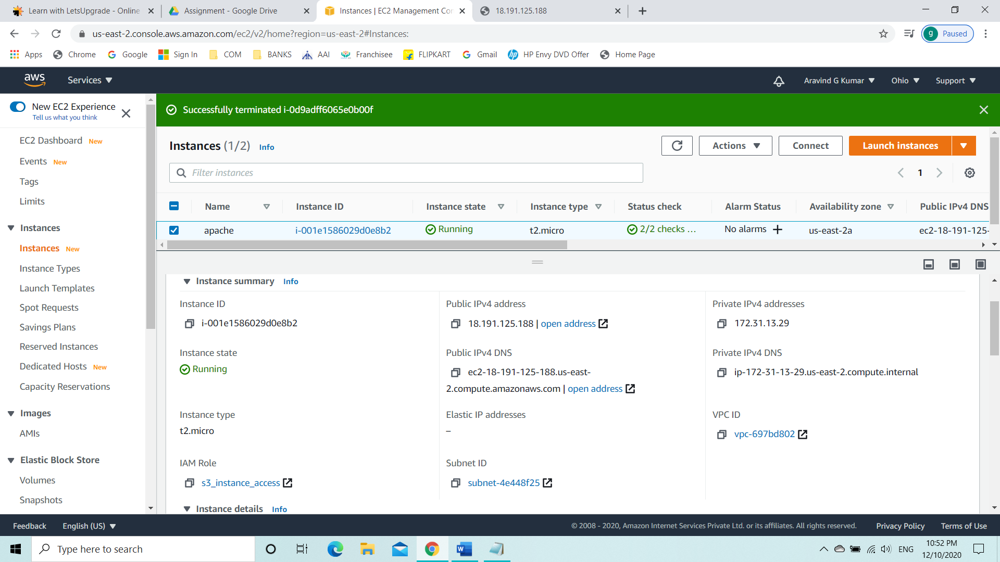 Learn with LetsUpgrade - Online
Assignment - Google Drive
Instances | EC2 Management Co
18.191.125.188
us-east-2.console.aws.amazon.com/ec2/v2/home?region=us-east-2#Instances:
g Paused
Apps Chrome Google Sign In COM BANKS AAI Franchisee FLIPKART Gmail HP Envy DVD Offer Home Page
aws Services
Aravind G Kumar Ohio Support
New EC2 Experience
Tell us what you think
EC2 Dashboard New
Events New
Tags
Limits
Instances
Instances New
Instance Types
Launch Templates
Spot Requests
Savings Plans
Reserved Instances
Dedicated Hosts New
Capacity Reservations
Images
AMIs
Elastic Block Store
Volumes
Snapshots
Successfully terminated i-0d9adff6065e0b00f
Instances (1/2) Info
Actions Connect Launch instances
Filter instances
1
Name Instance ID Instance state Instance type Status check Alarm Status Availability zone Public IPv4 DNS
apache i-001e1586029d0e8b2 Running t2.micro 2/2 checks ... No alarms us-east-2a ec2-18-191-125-
Instance summary Info
Instance ID
i-001e1586029d0e8b2
Public IPv4 address
18.191.125.188 | open address
Private IPv4 addresses
172.31.13.29
Instance state
Running
Public IPv4 DNS
ec2-18-191-125-188.us-east-
2.compute.amazonaws.com | open address
Private IPv4 DNS
ip-172-31-13-29.us-east-2.compute.internal
Instance type
t2.micro
Elastic IP addresses
–
VPC ID
vpc-697bd802
IAM Role
s3_instance_access
Subnet ID
subnet-4e448f25
Instance details Info
Feedback English (US)
© 2008 - 2020, Amazon Internet Services Private Ltd. or its affiliates. All rights reserved. Privacy Policy Terms of Use
Type here to search
ENG
10:52 PM
12/10/2020